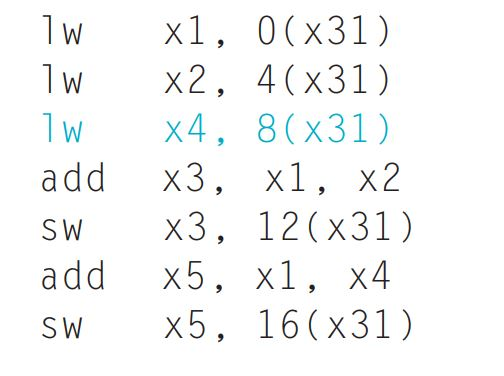 lw x1, 0(x31)
lw x2, 4(x31)
lw x4, 8(x31)
add x3, x1, x2
sw x3, 12(x31)
add x5, x1, x4
sw x5, 16(x31)